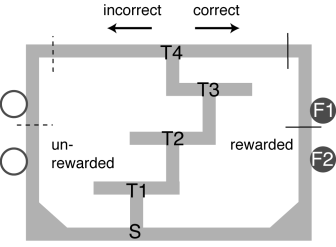 incorrect correct
T4
T3
F1
T2
un-
rewarded
rewarded
F2
T1
S